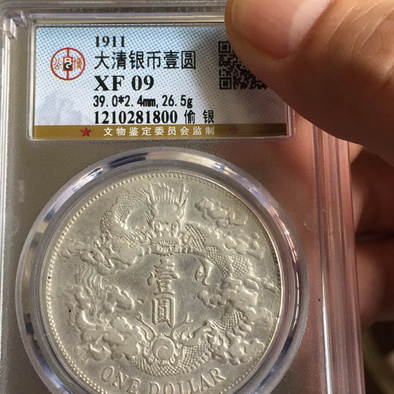 1911
大清银币壹圆
XF 09
39.0*2.4mm,26.5g
1210281800 偷 银
文物鉴定委员会监制
壹
圆
ONE DOLLAR